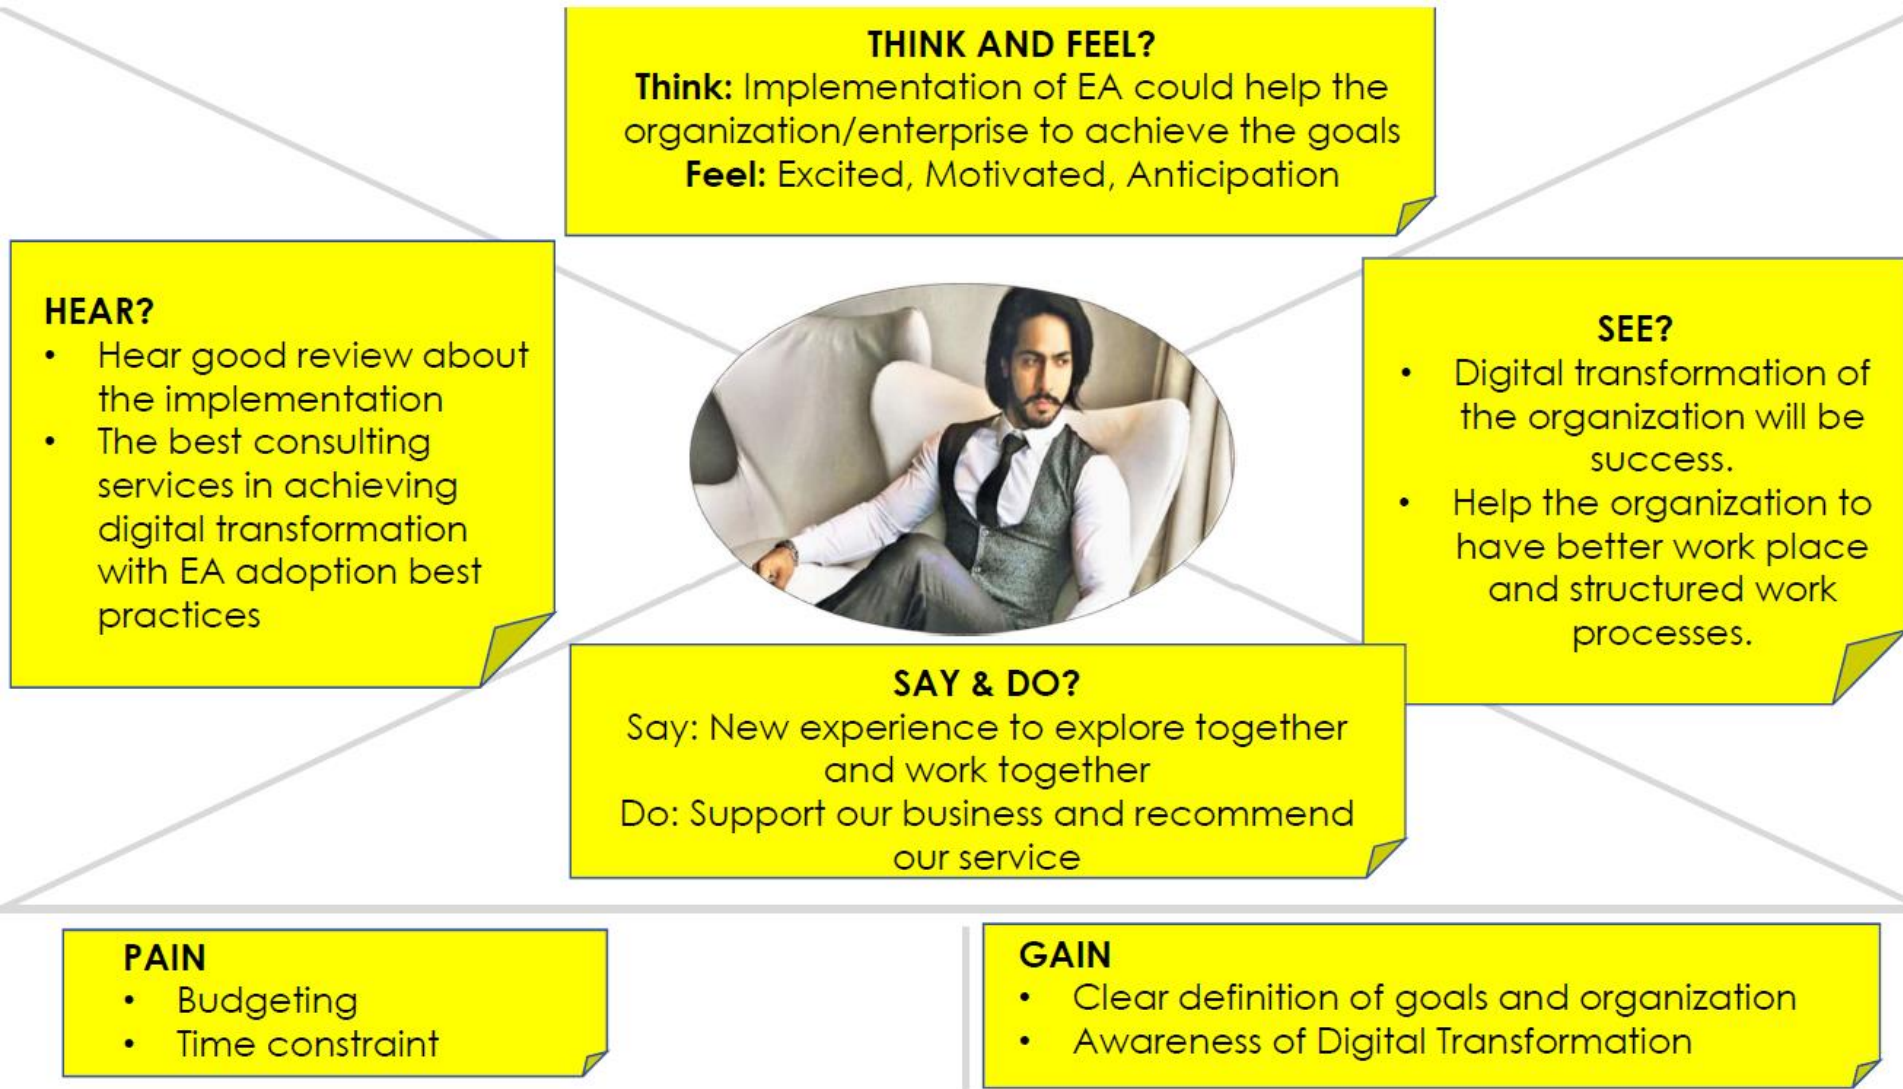 THINK AND FEEL?
Think: Implementation of EA could help the
organization/enterprise to achieve the goals
Feel: Excited, Motivated, Anticipation
HEAR?
• Hear good review about
the implementation
• The best consulting
services in achieving
digital transformation
with EA adoption best
practices
SEE?
• Digital transformation of
the organization will be
success.
• Help the organization to
have better work place
and structured work
processes.
SAY & DO?
Say: New experience to explore together
and work together
Do: Support our business and recommend
our service
PAIN
• Budgeting
• Time constraint
GAIN
• Clear definition of goals and organization
• Awareness of Digital Transformation